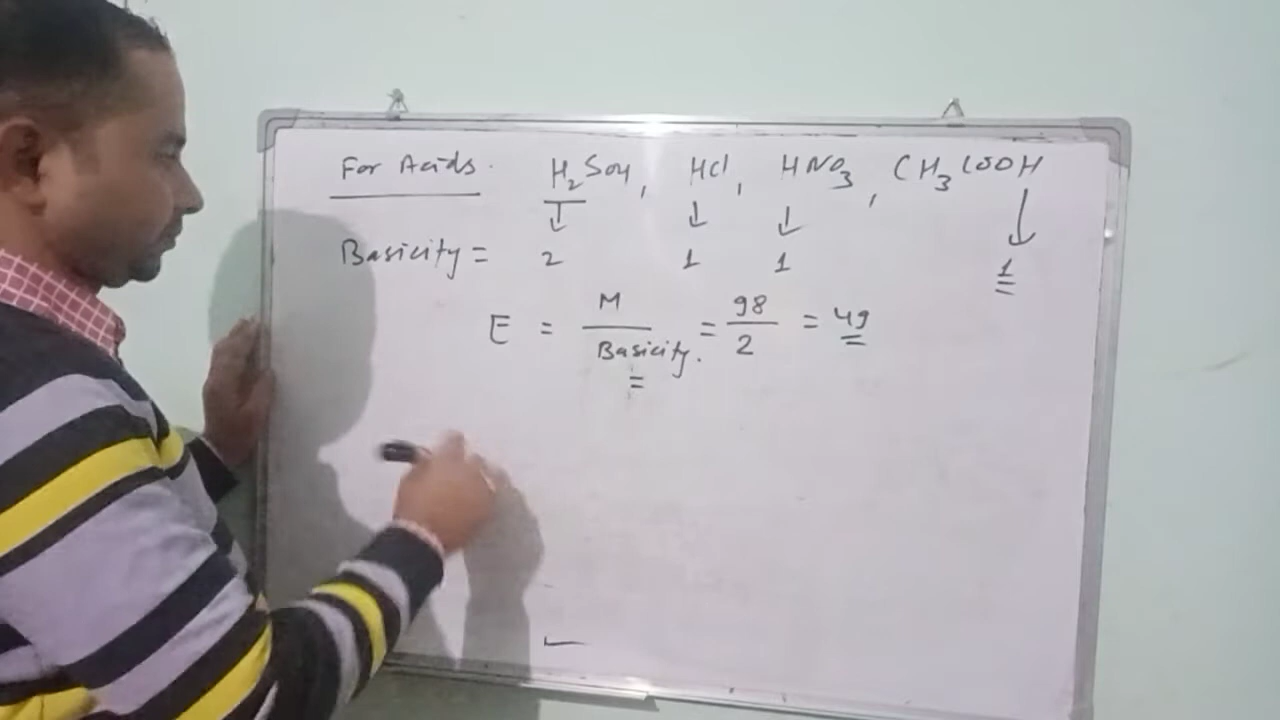 For Acids. H₂SO4, HCl, HNO₃, CH₃COOH
Basicity = 2 1 1 1
E = M / Basicity. = 98 / 2 = 49